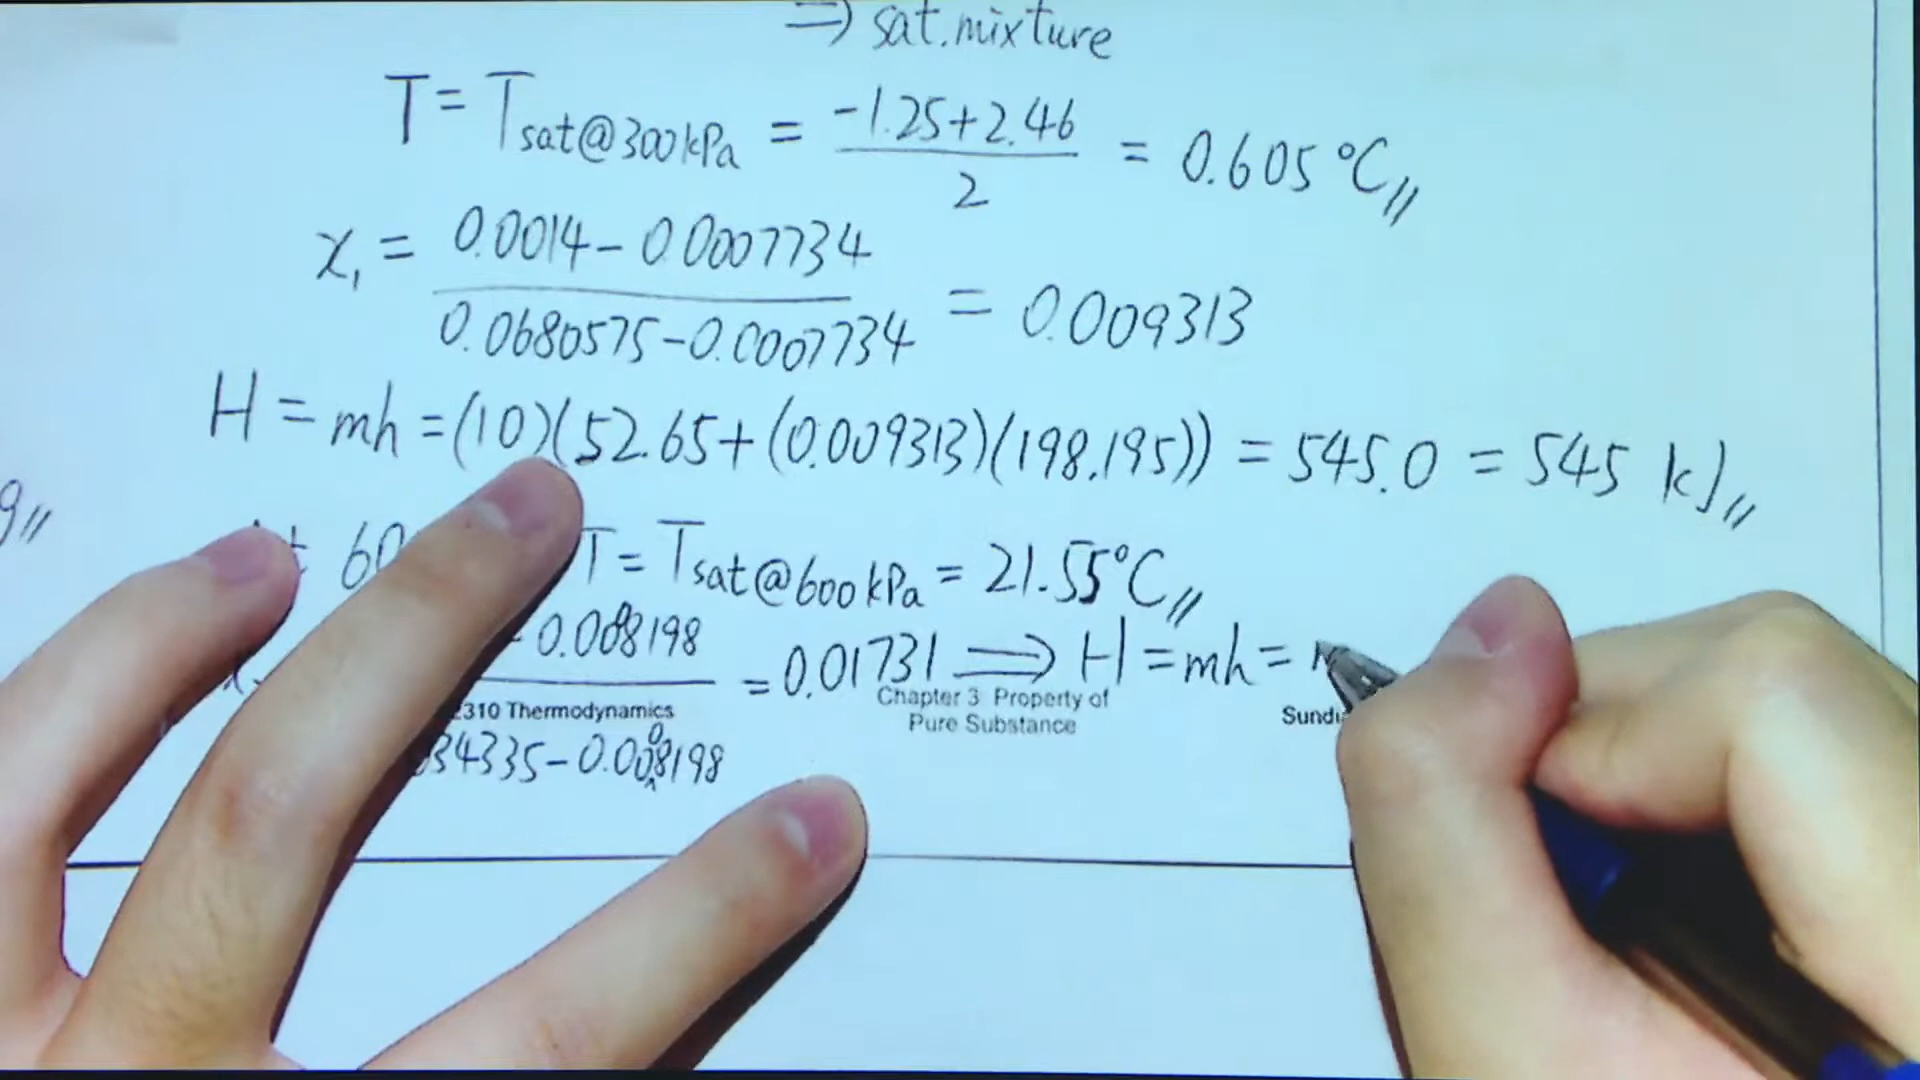 ⇒ sat.mixture
T = Tsat@300kPa = (-1.25+2.46)/2 = 0.605 °C
x₁ = (0.0014-0.0007734)/(0.0680575-0.0007734) = 0.009313
H = mh = (10)(52.65+(0.009313)(198.195)) = 545.0 = 545 kJ
T = Tsat@600kPa = 21.55°C
0.008198
= 0.01731 ⇒ H = mh =
310 Thermodynamics
Chapter 3 Property of
Pure Substance
34335-0.0008198